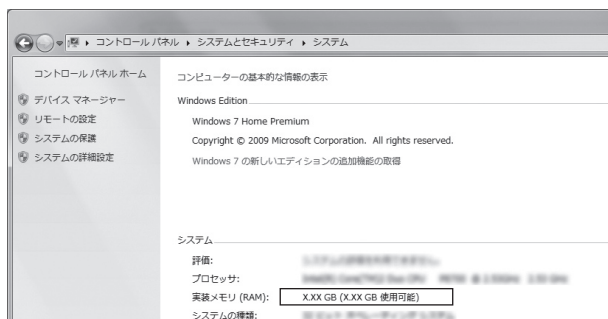 コントロール パネル ▸ システムとセキュリティ ▸ システム
コントロール パネル ホーム
デバイス マネージャー
リモートの設定
システムの保護
システムの詳細設定
コンピューターの基本的な情報の表示
Windows Edition
Windows 7 Home Premium
Copyright © 2009 Microsoft Corporation. All rights reserved.
Windows 7 の新しいエディションの追加機能の取得
システム
評価:
プロセッサ:
実装メモリ (RAM): X.XX GB (X.XX GB 使用可能)
システムの種類: